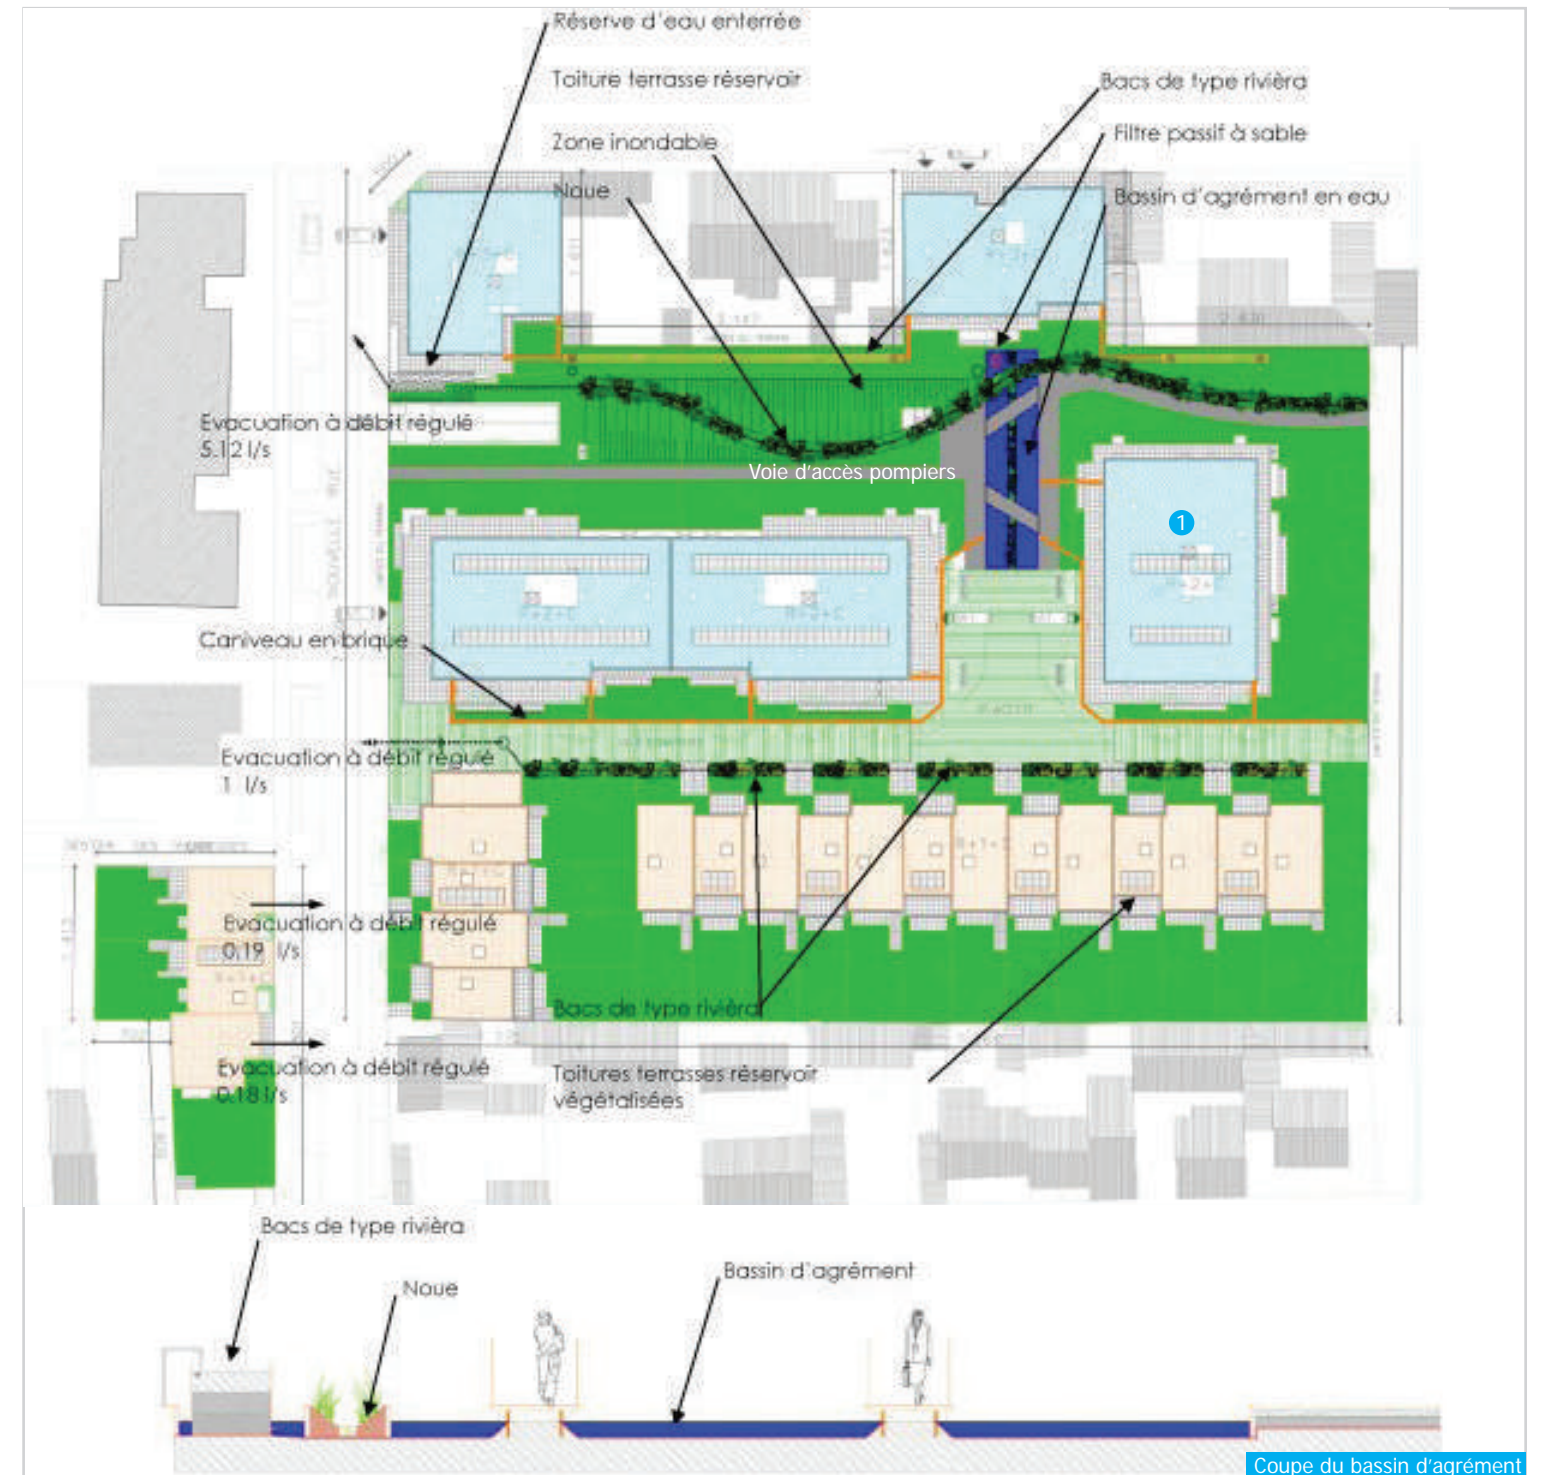 Réserve d'eau enterrée
Toiture terrasse réservoir
Bacs de type rivièra
Zone inondable
Filtre passif à sable
Noue
Bassin d'agrément en eau
Evacuation à débit régulé
5.12 l/s
Voie d'accès pompiers
1
Caniveau en brique
Evacuation à débit régulé
1 l/s
Evacuation à débit régulé
0.19 l/s
Bacs de type rivièra
Evacuation à débit régulé
0.18 l/s
Toitures terrasses réservoir
végétalisées
Bacs de type rivièra
Noue
Bassin d'agrément
Coupe du bassin d'agrément